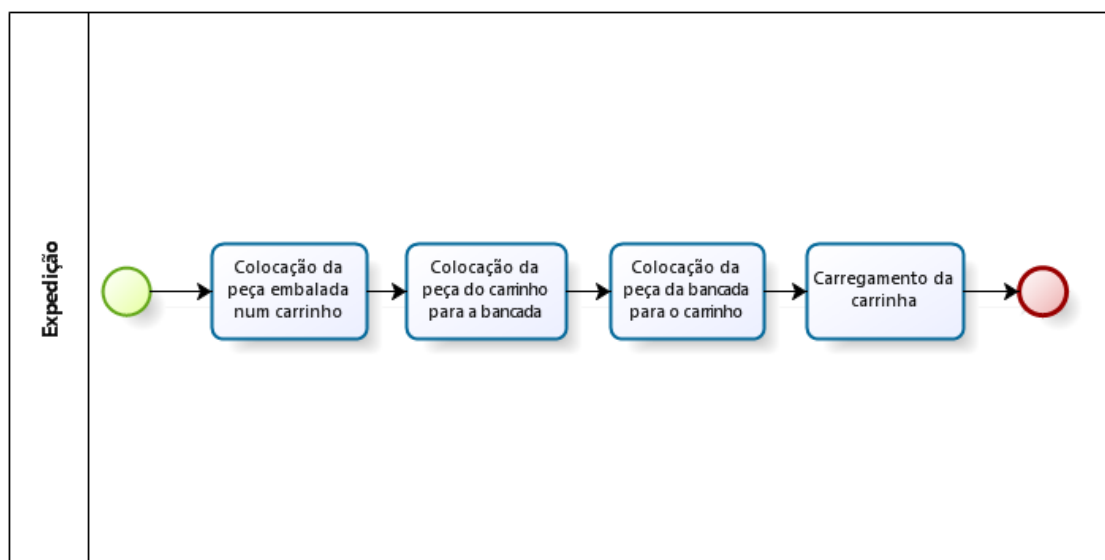 Expedição
Colocação da
peça embalada
num carrinho
Colocação da
peça do carrinho
para a bancada
Colocação da
peça da bancada
para o carrinho
Carregamento da
carrinha